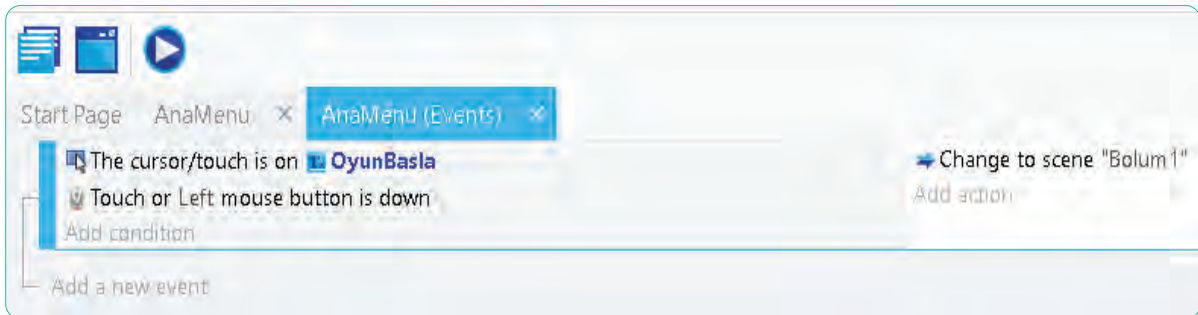 Start Page AnaMenu × AnaMenu (Events) ×
The cursor/touch is on OyunBasla
Change to scene "Bolum1"
Touch or Left mouse button is down
Add action
Add condition
Add a new event